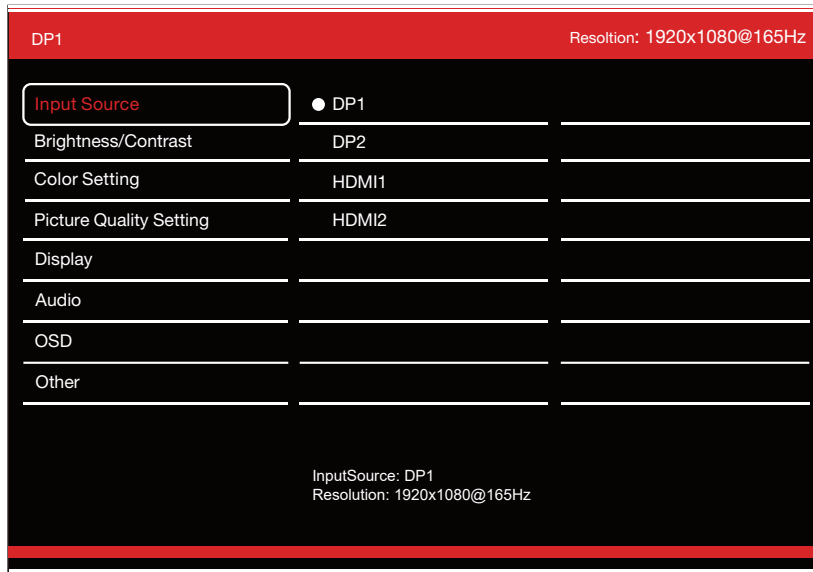 DP1
Resoltion: 1920x1080@165Hz
Input Source
DP1
Brightness/Contrast
DP2
Color Setting
HDMI1
Picture Quality Setting
HDMI2
Display
Audio
OSD
Other
InputSource: DP1
Resolution: 1920x1080@165Hz